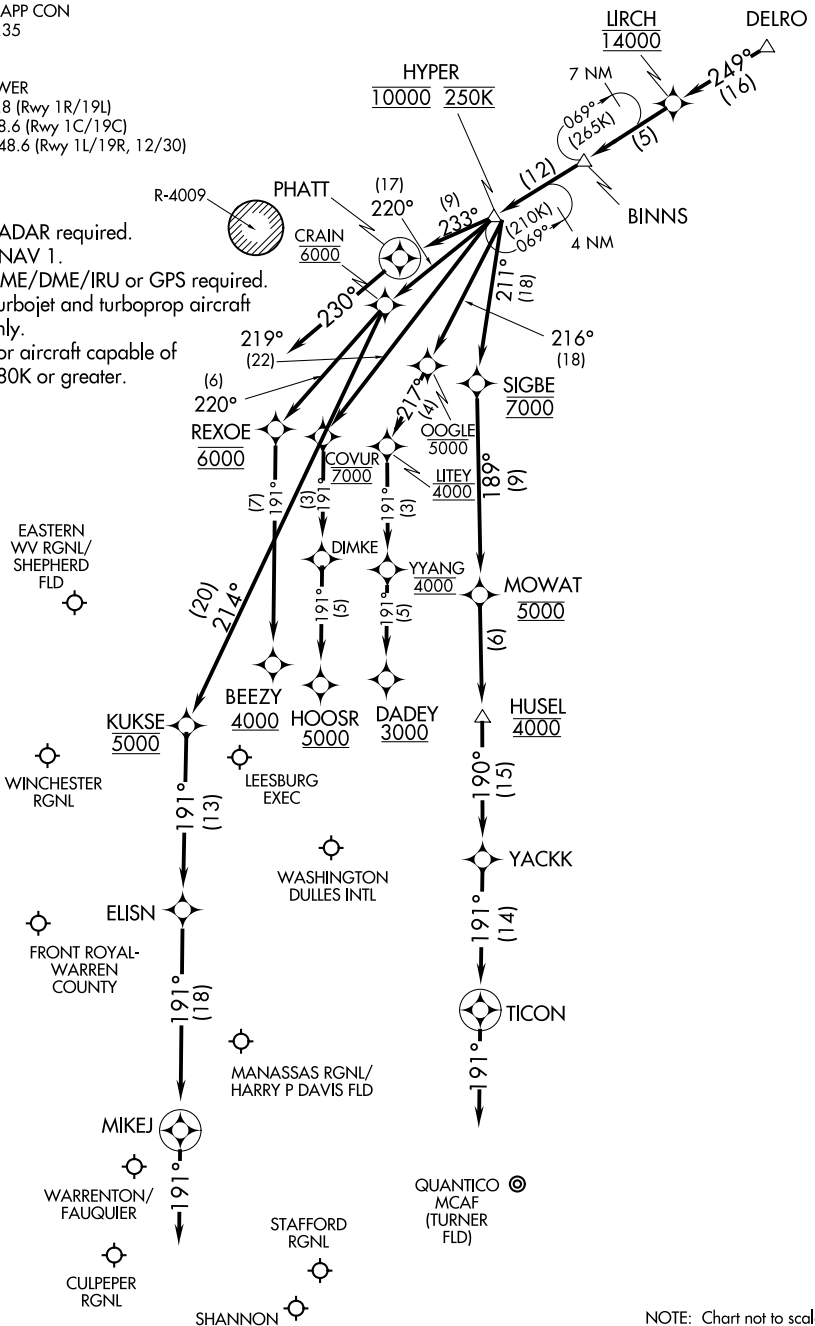 APP CON
35
WER
8 (Rwy 1R/19L)
8.6 (Rwy 1C/19C)
48.6 (Rwy 1L/19R, 12/30)
LIRCH
14000
DELRO
249°
(16)
7 NM
069°
(265K)
(5)
HYPER
10000 250K
(12)
BINNS
R-4009
PHATT
(17)
220°
(9)
233°
(210K)
069°
4 NM
CRAIN
6000
ADAR required.
NAV 1.
ME/DME/IRU or GPS required.
urbojet and turboprop aircraft
nly.
or aircraft capable of
80K or greater.
230°
211°
(18)
219°
(22)
216°
(18)
(6)
220°
SIGBE
7000
217°
(4)
OOGLE
5000
REXOE
6000
COVUR
7000
LITEY
4000
189°
(9)
(7)
191°
(3)
191°
191°
(3)
DIMKE
YYANG
4000
EASTERN
WV RGNL/
SHEPHERD
FLD
MOWAT
5000
(20)
214°
191°
(5)
191°
(5)
(6)
BEEZY
4000
HOOSR
5000
DADEY
3000
HUSEL
4000
KUKSE
5000
WINCHESTER
RGNL
LEESBURG
EXEC
190°
(15)
191°
(13)
WASHINGTON
DULLES INTL
YACKK
ELISN
FRONT ROYAL-
WARREN
COUNTY
191°
(14)
191°
(18)
TICON
MANASSAS RGNL/
HARRY P DAVIS FLD
191°
MIKEJ
191°
WARRENTON/
FAUQUIER
QUANTICO
MCAF
(TURNER
FLD)
STAFFORD
RGNL
CULPEPER
RGNL
SHANNON
NOTE: Chart not to scal